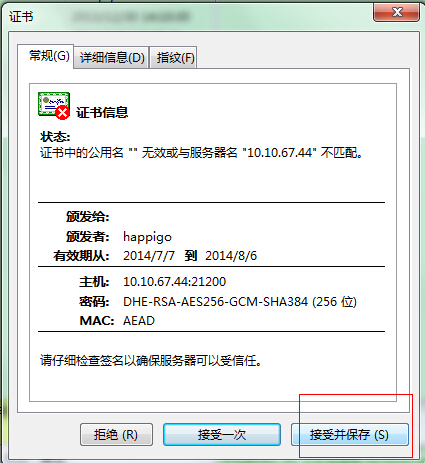 证书
常规(G) 详细信息(D) 指纹(F)
证书信息
状态:
证书中的公用名 "" 无效或与服务器名 "10.10.67.44" 不匹配。
颁发给:
颁发者: happigo
有效期从: 2014/7/7 到 2014/8/6
主机: 10.10.67.44:21200
密码: DHE-RSA-AES256-GCM-SHA384 (256 位)
MAC: AEAD
请仔细检查签名以确保服务器可以受信任。
拒绝 (R) 接受一次 接受并保存 (S)